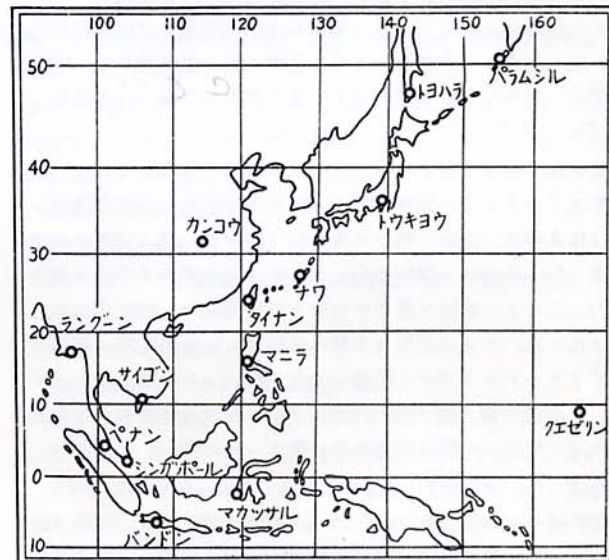 100 110 120 130 140 150 160
50
40
30
20
10
0
10
パラムシル
トヨハラ
トウキヨウ
カンコウ
ナワ
タイナン
ラングーン
マニラ
サイゴン
クエゼリン
ペナン
シンガポール
マカッサル
バンドン